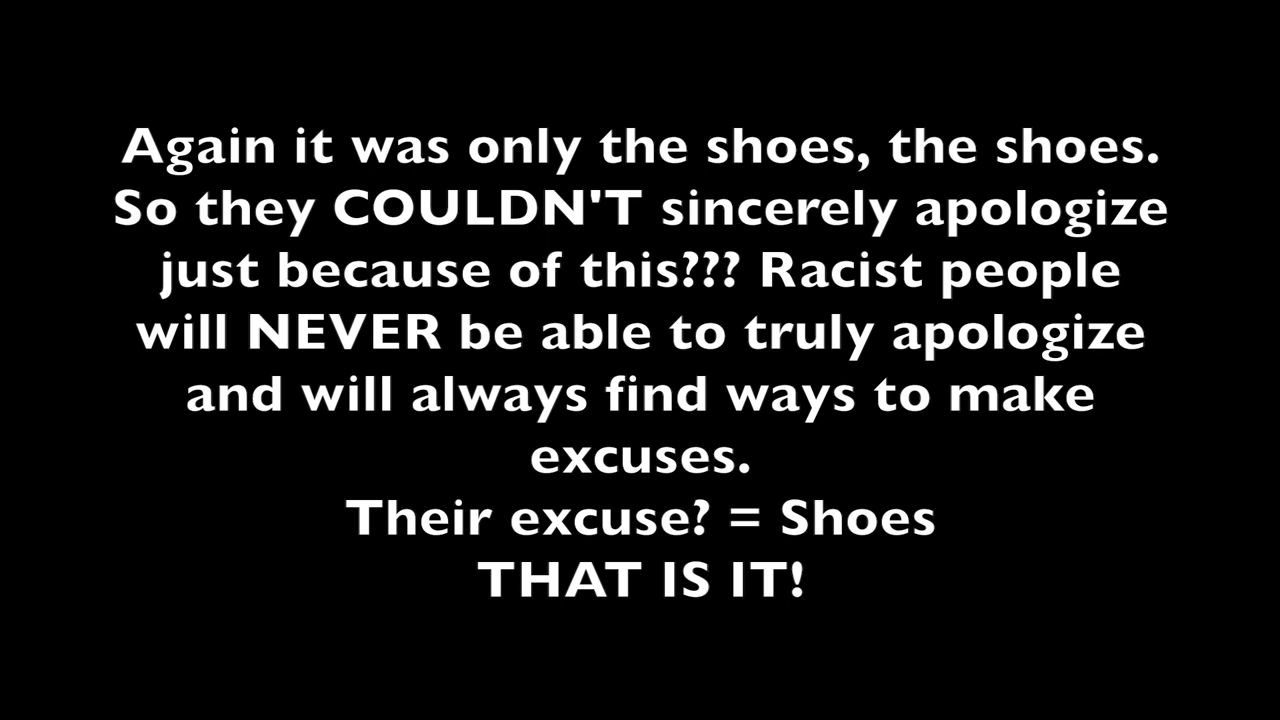 Again it was only the shoes, the shoes.
So they COULDN'T sincerely apologize
just because of this??? Racist people
will NEVER be able to truly apologize
and will always find ways to make
excuses.
Their excuse? = Shoes
THAT IS IT!